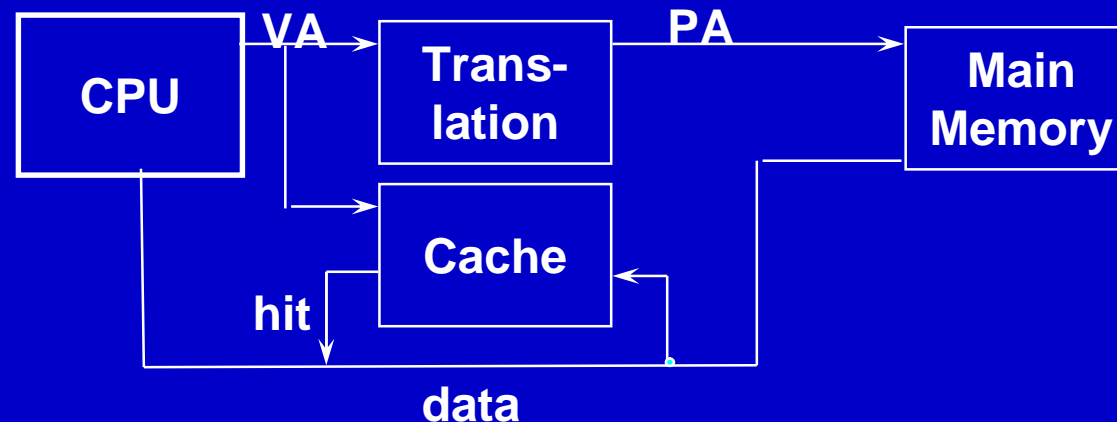 VA
PA
CPU
Trans-
lation
Main
Memory
Cache
hit
data